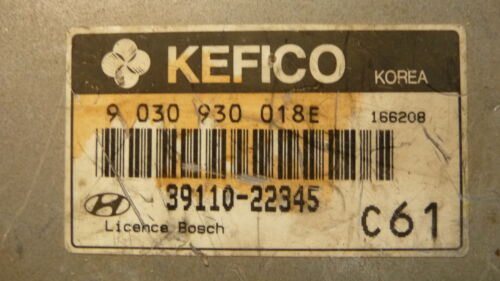 KEFICO KOREA
9 030 930 018E 166208
39110-22345
C61
Licence Bosch